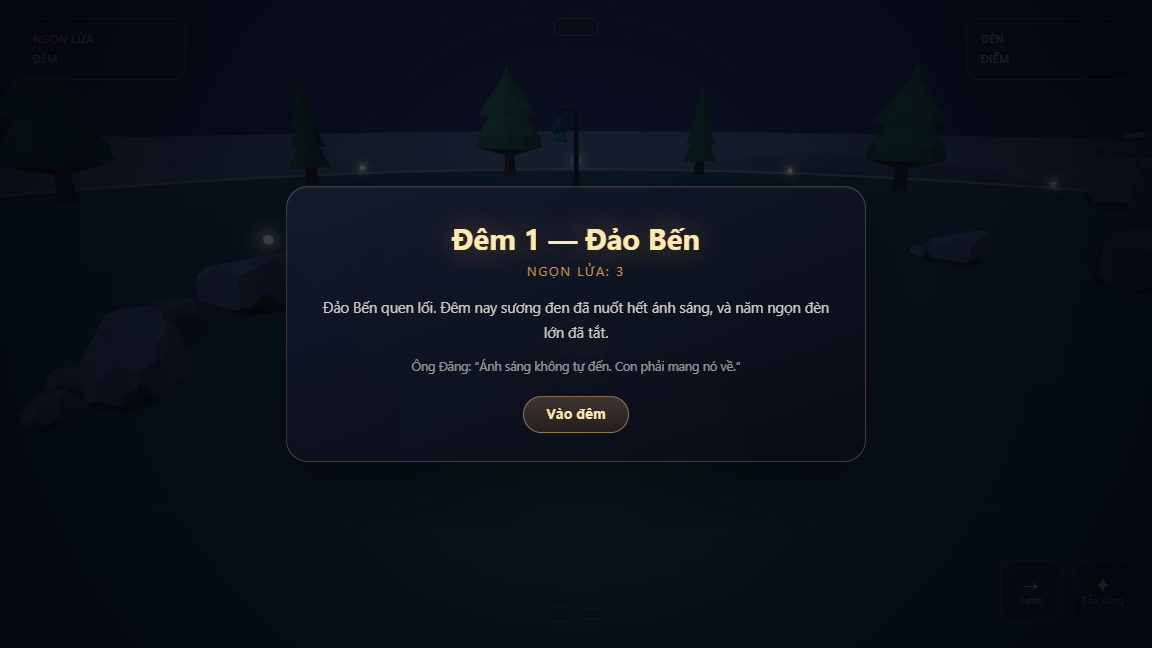 NGỌN LỬA
ĐÊM
ĐÈN
ĐIỂM
Đêm 1 — Đảo Bến
NGỌN LỬA: 3
Đảo Bến quen lối. Đêm nay sương đen đã nuốt hết ánh sáng, và năm ngọn đèn
lớn đã tắt.
Ông Đăng: "Ánh sáng không tự đến. Con phải mang nó về."
Vào đêm
Lướt
Tỏa sáng